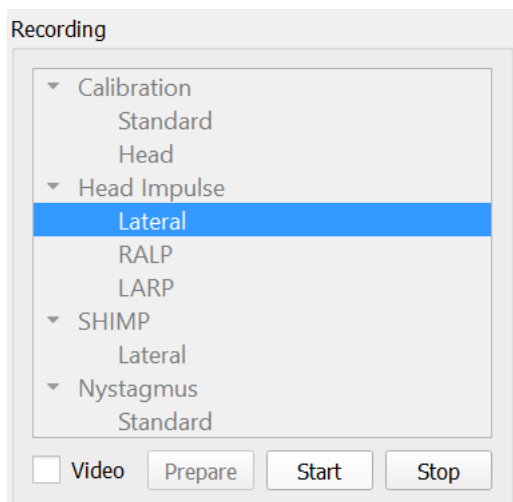 Recording
Calibration
Standard
Head
Head Impulse
Lateral
RALP
LARP
SHIMP
Lateral
Nystagmus
Standard
Video Prepare Start Stop